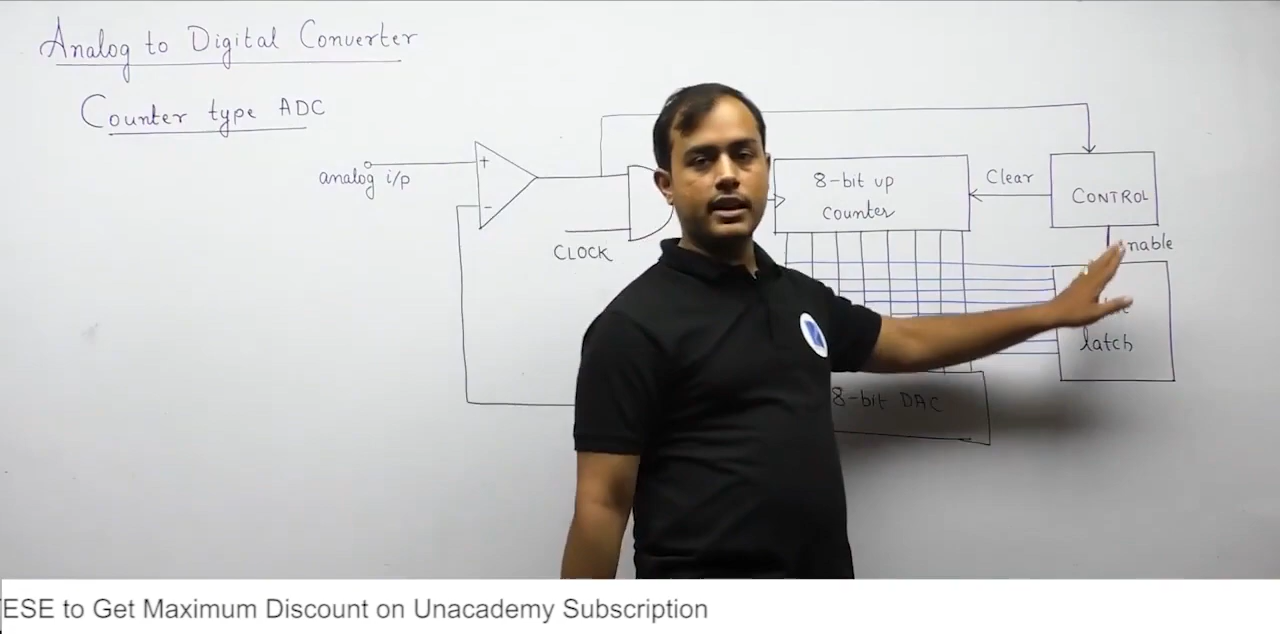 Analog to Digital Converter
Counter type ADC
analog i/p
+
-
CLOCK
8-bit up
counter
Clear
CONTROL
nable
latch
8-bit DAC
ESE to Get Maximum Discount on Unacademy Subscription